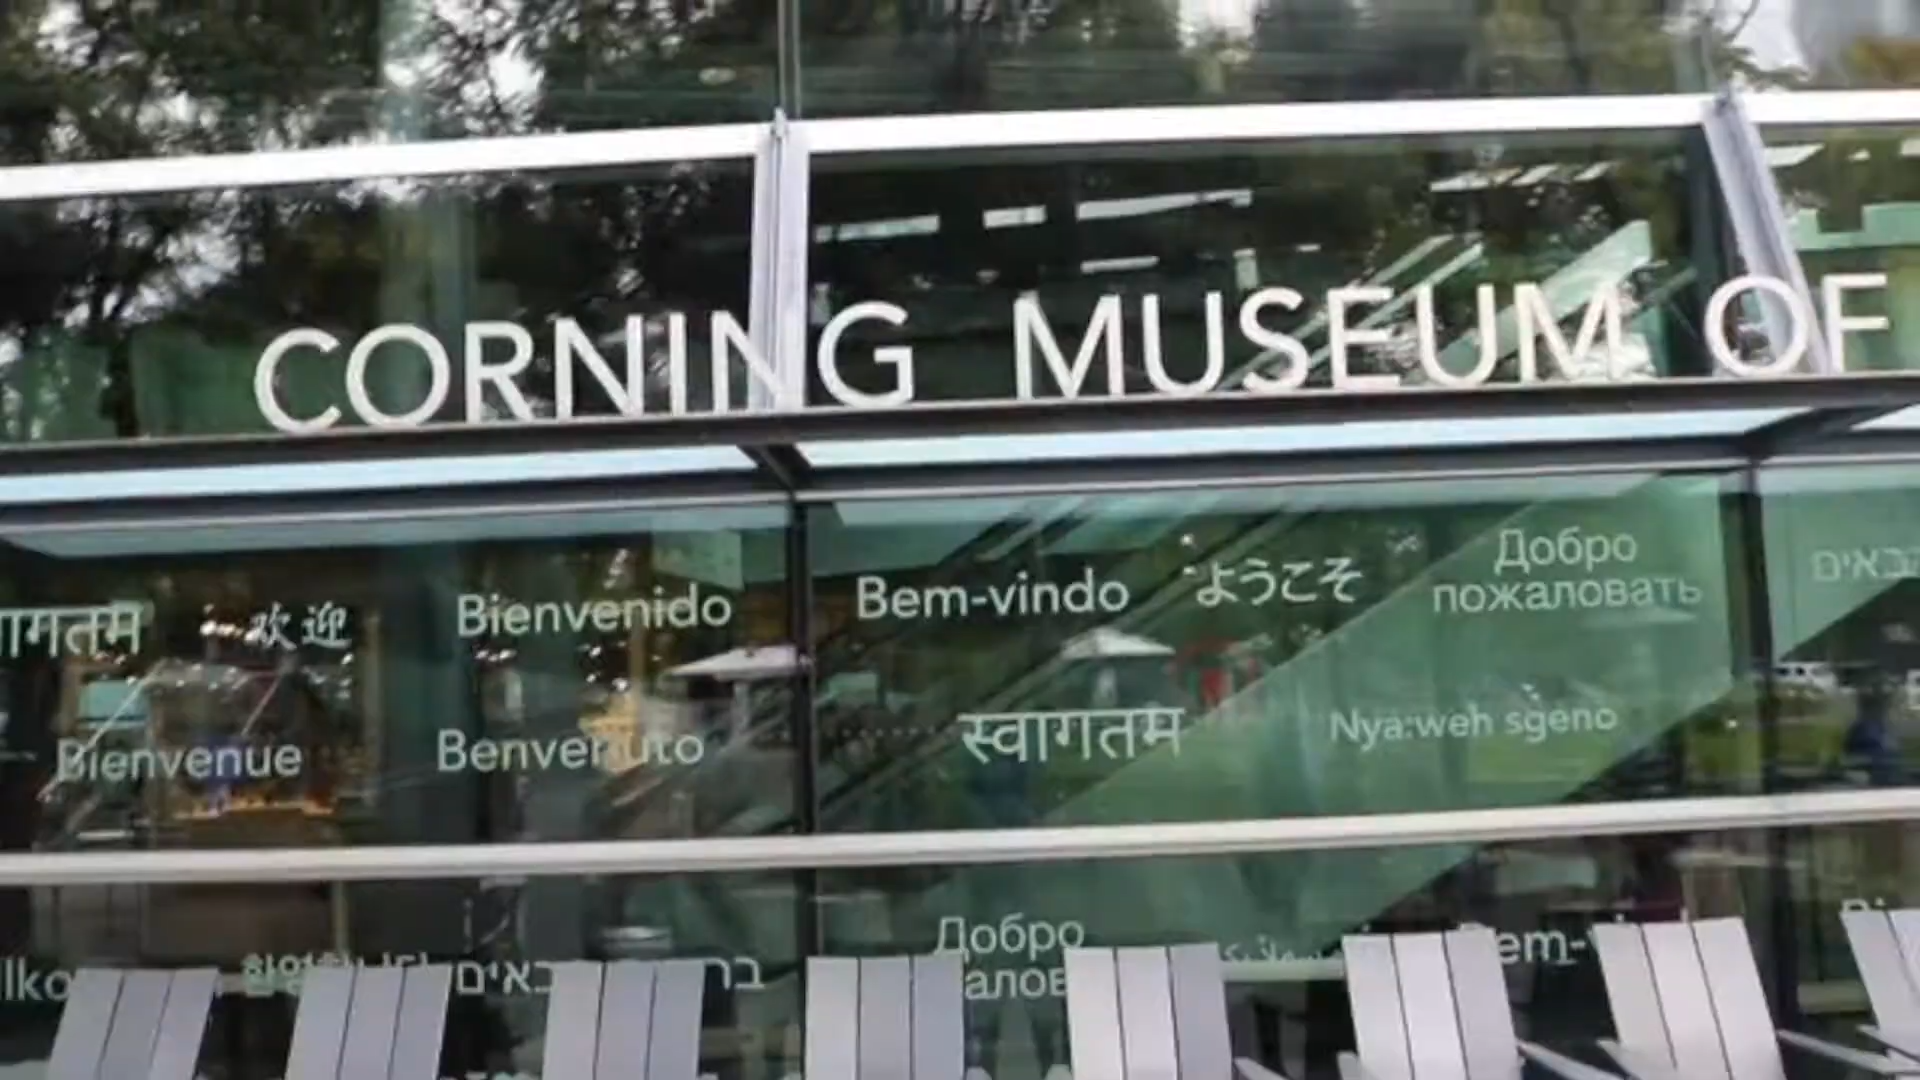 CORNING MUSEUM OF
欢迎
Bienvenido
Bem-vindo
ようこそ
Добро
пожаловать
Bienvenue
Benvenuto
स्वागतम
Nya:weh sgeno
Добро